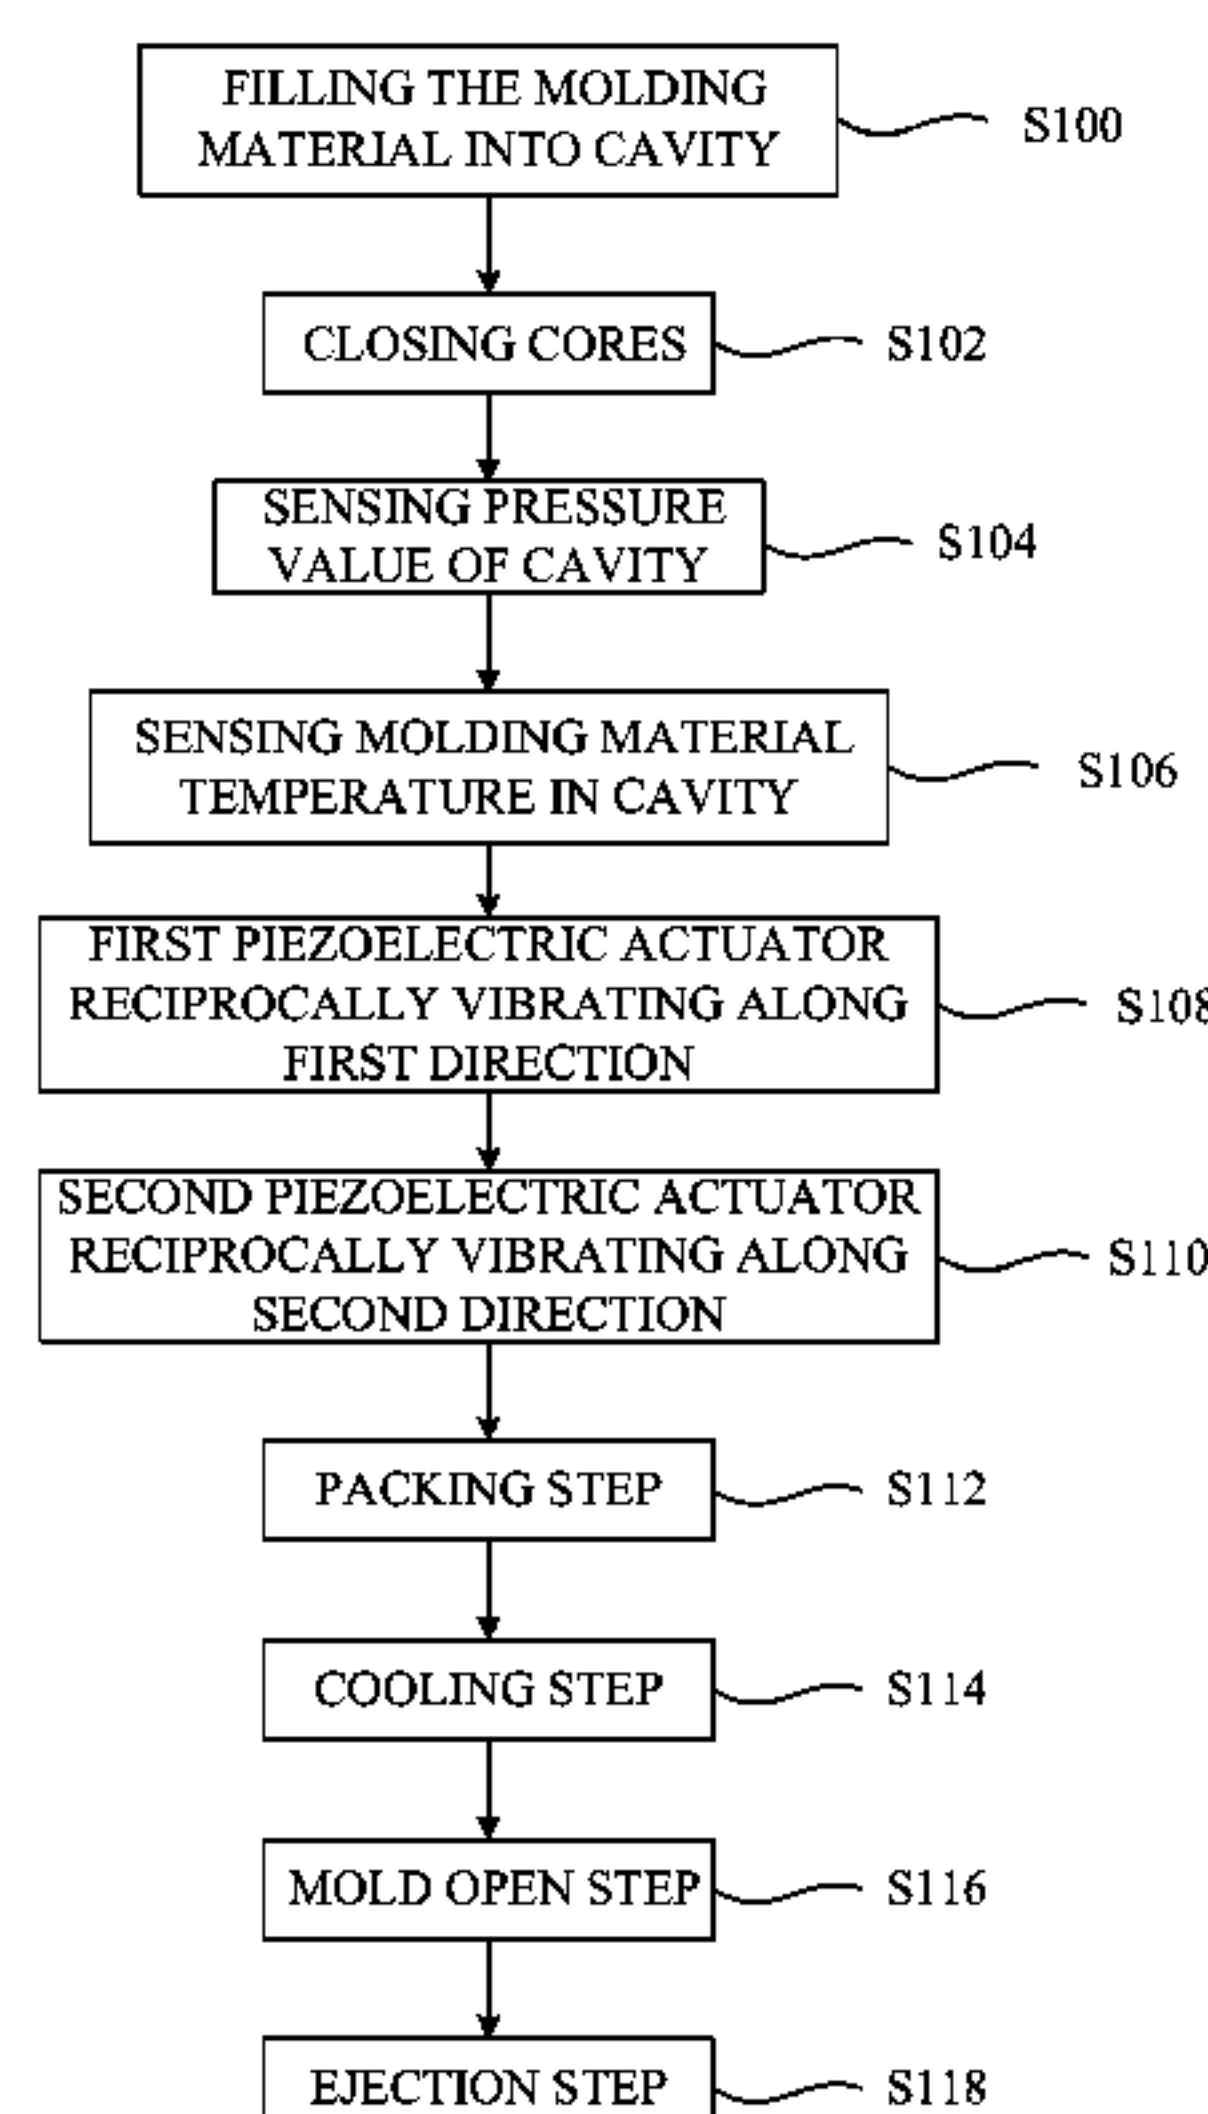 FILLING THE MOLDING
MATERIAL INTO CAVITY
S100
CLOSING CORES
S102
SENSING PRESSURE
VALUE OF CAVITY
S104
SENSING MOLDING MATERIAL
TEMPERATURE IN CAVITY
S106
FIRST PIEZOELECTRIC ACTUATOR
RECIPROCALLY VIBRATING ALONG
FIRST DIRECTION
S108
SECOND PIEZOELECTRIC ACTUATOR
RECIPROCALLY VIBRATING ALONG
SECOND DIRECTION
S110
PACKING STEP
S112
COOLING STEP
S114
MOLD OPEN STEP
S116
EJECTION STEP
S118